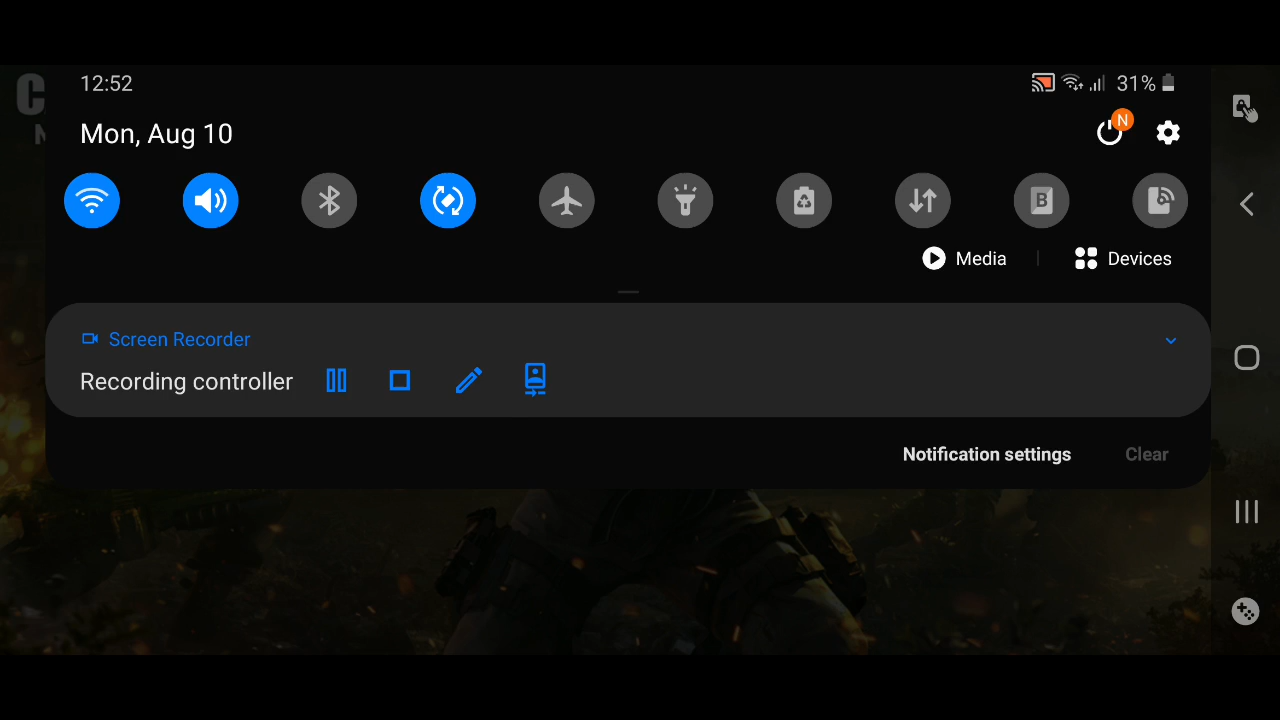 12:52
31%
Mon, Aug 10
N
B
Media
Devices
Screen Recorder
Recording controller
Notification settings
Clear